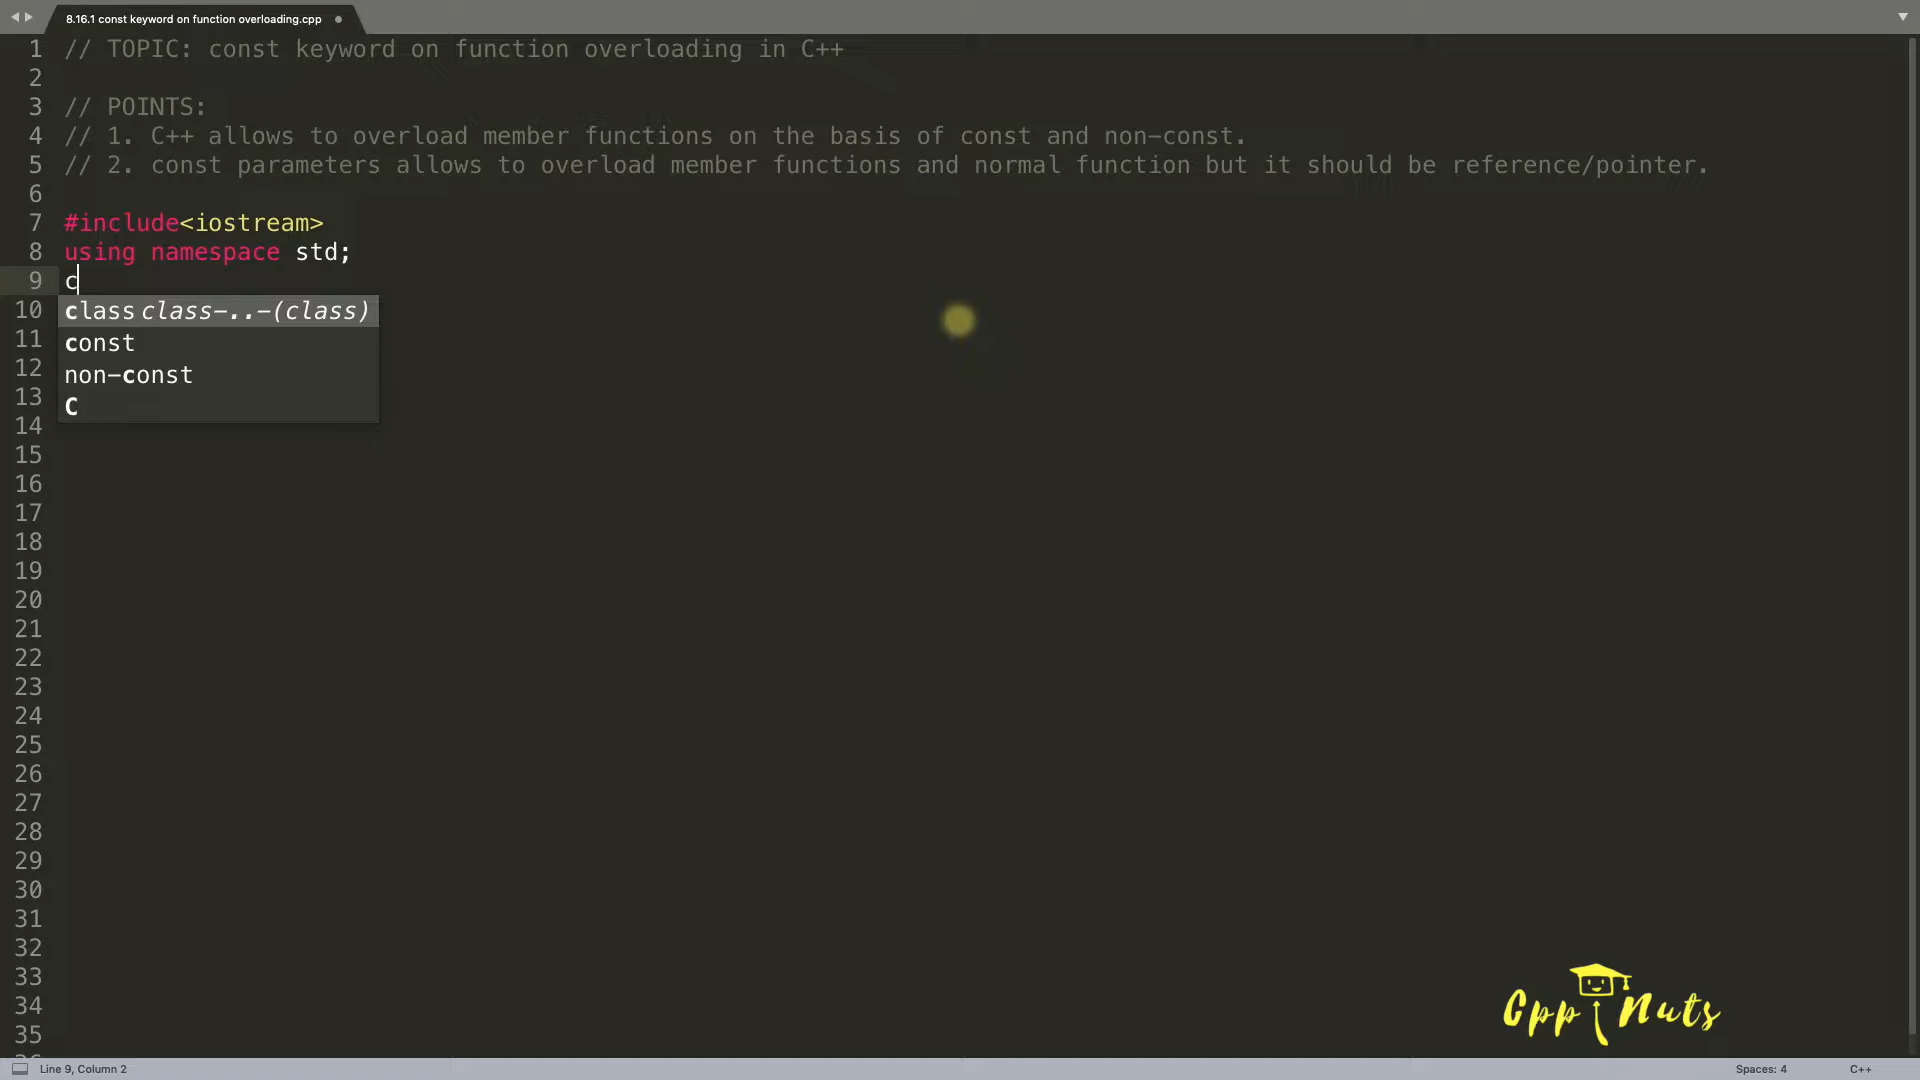 8.16.1 const keyword on function overloading.cpp
1 // TOPIC: const keyword on function overloading in C++
2
3 // POINTS:
4 // 1. C++ allows to overload member functions on the basis of const and non-const.
5 // 2. const parameters allows to overload member functions and normal function but it should be reference/pointer.
6
7 #include<iostream>
8 using namespace std;
9 c
10 class class-..-(class)
11 const
12 non-const
13 C
14
15
16
17
18
19
20
21
22
23
24
25
26
27
28
29
30
31
32
33
34
35
Cpp Nuts
Line 9, Column 2 Spaces: 4 C++